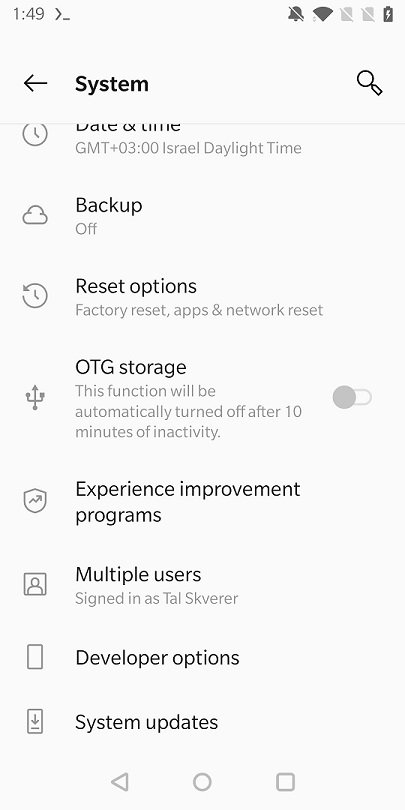 1:49
System
Date & time
GMT+03:00 Israel Daylight Time
Backup
Off
Reset options
Factory reset, apps & network reset
OTG storage
This function will be
automatically turned off after 10
minutes of inactivity.
Experience improvement
programs
Multiple users
Signed in as Tal Skverer
Developer options
System updates